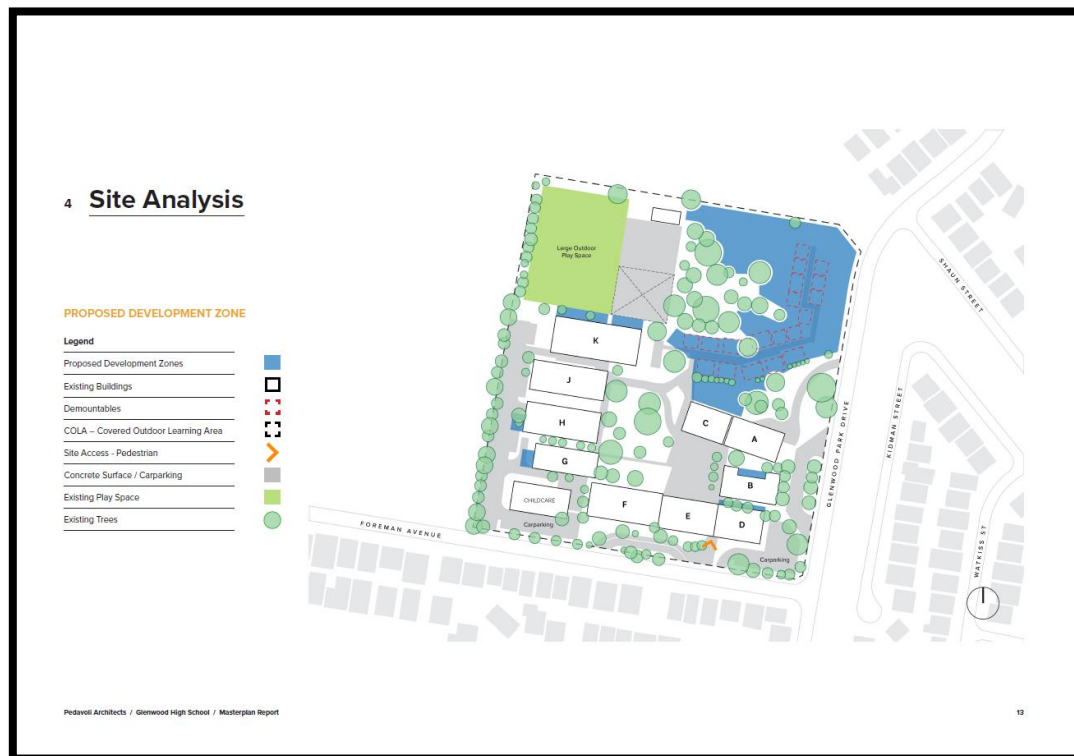 4 Site Analysis
PROPOSED DEVELOPMENT ZONE
Legend
Proposed Development Zones
Existing Buildings
Demountables
COLA – Covered Outdoor Learning Area
Site Access - Pedestrian
Concrete Surface / Carparking
Existing Play Space
Existing Trees
Large Outdoor
Play Space
K
J
H
G
CHILDCARE
F
E
D
C
A
B
Carparking
Carparking
FOREMAN AVENUE
GLENWOOD PARK DRIVE
KIDMAN STREET
SHAUN STREET
WATKISS ST
Pedavoli Architects / Glenwood High School / Masterplan Report
13